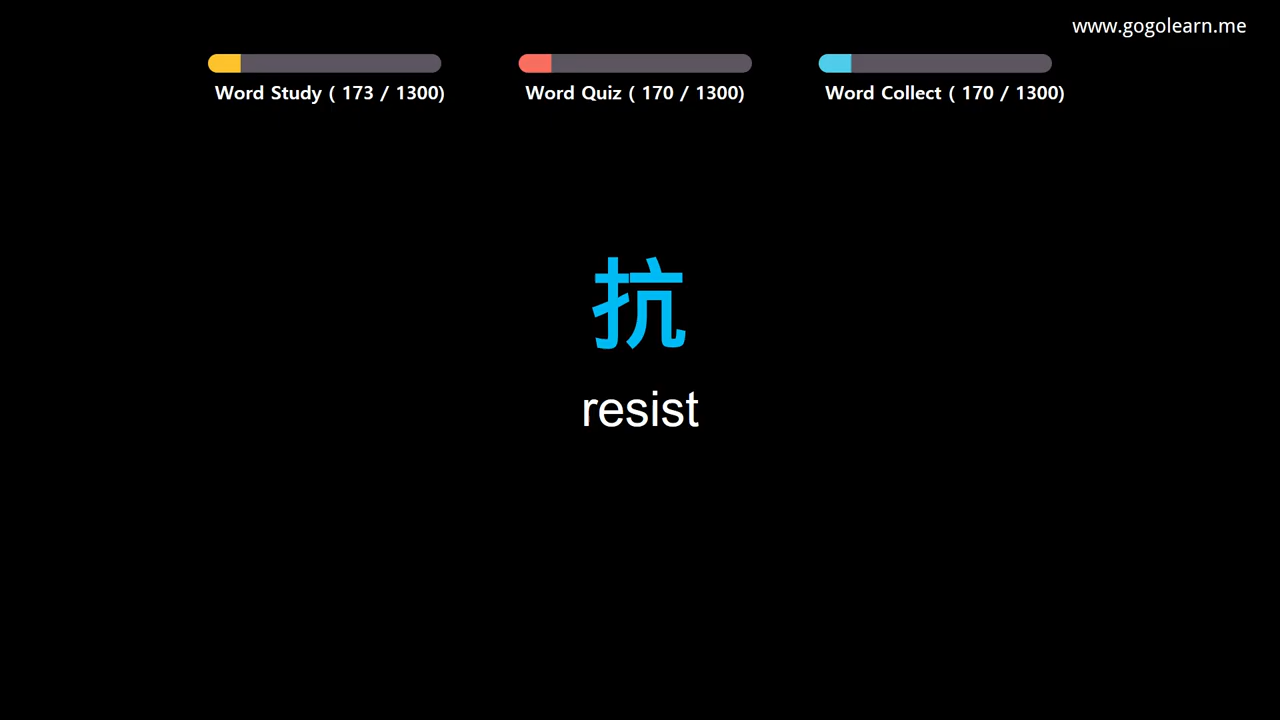 www.gogolearn.me
Word Study ( 173 / 1300)
Word Quiz ( 170 / 1300)
Word Collect ( 170 / 1300)
抗
resist